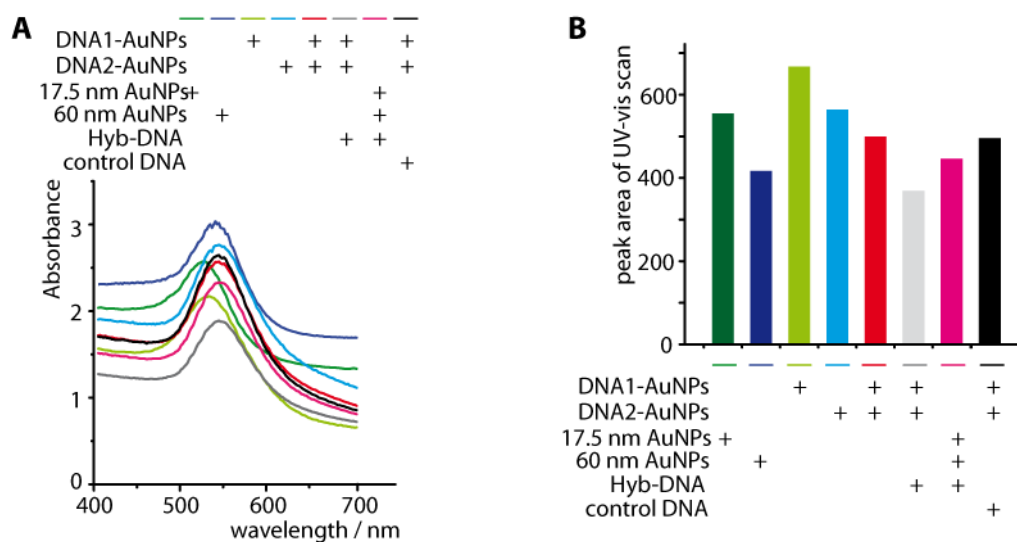 A
DNA1-AuNPs + + + +
DNA2-AuNPs + + + +
17.5 nm AuNPs + +
60 nm AuNPs + +
Hyb-DNA + +
control DNA +
Absorbance
3
2
1
0
400 500 600 700
wavelength / nm
B
peak area of UV-vis scan
600
400
200
0
DNA1-AuNPs + + + +
DNA2-AuNPs + + + +
17.5 nm AuNPs + +
60 nm AuNPs + +
Hyb-DNA + +
control DNA +